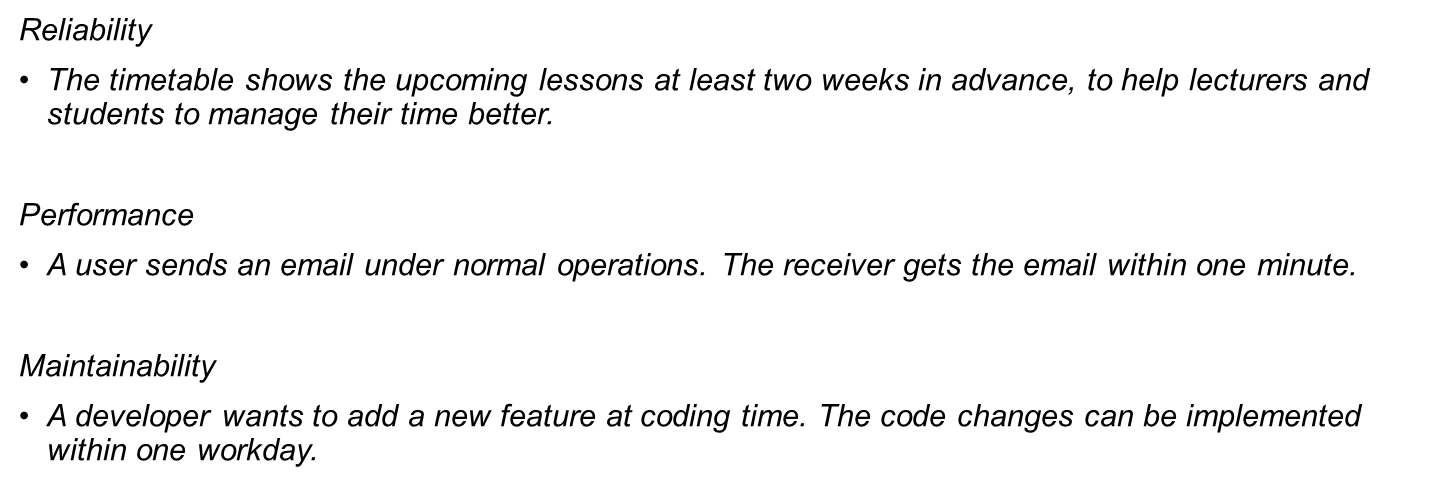 Reliability
• The timetable shows the upcoming lessons at least two weeks in advance, to help lecturers and
students to manage their time better.
Performance
• A user sends an email under normal operations. The receiver gets the email within one minute.
Maintainability
• A developer wants to add a new feature at coding time. The code changes can be implemented
within one workday.